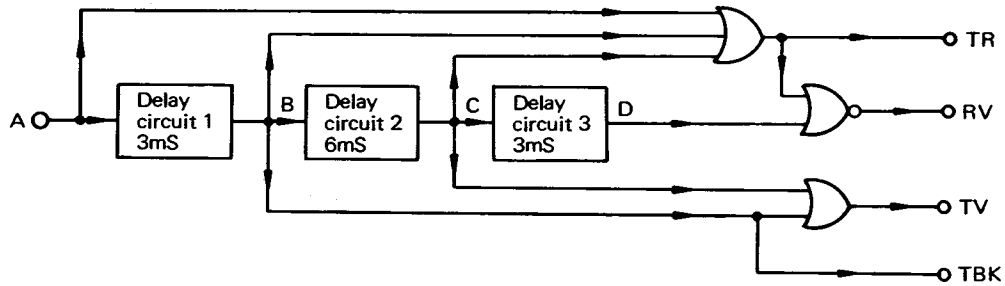 TR
A
Delay
circuit 1
3mS
B
Delay
circuit 2
6mS
C
Delay
circuit 3
3mS
D
RV
TV
TBK